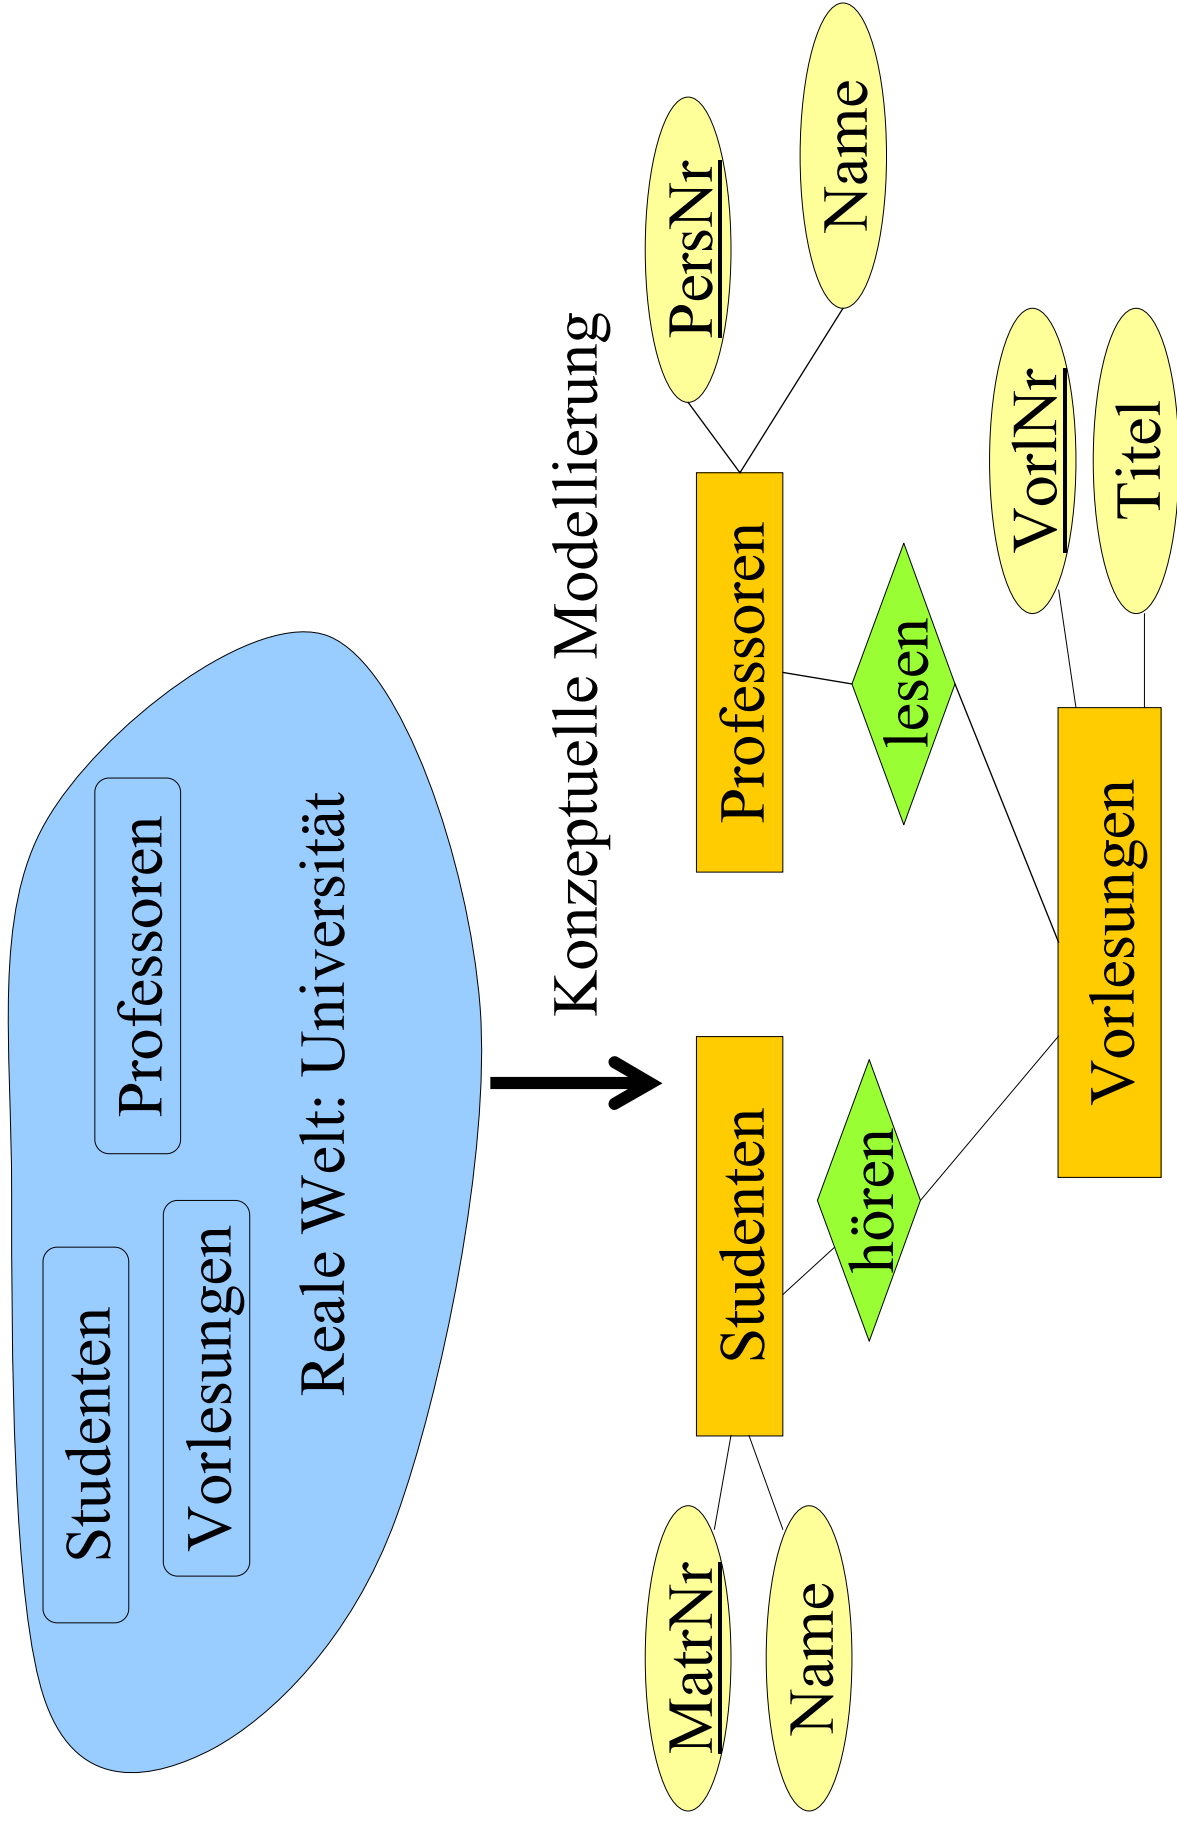 Studenten
Professoren
Vorlesungen
Reale Welt: Universität
Konzeptuelle Modellierung
MatrNr
Name
Studenten
Professoren
PersNr
Name
hören
lesen
Vorlesungen
VorlNr
Titel